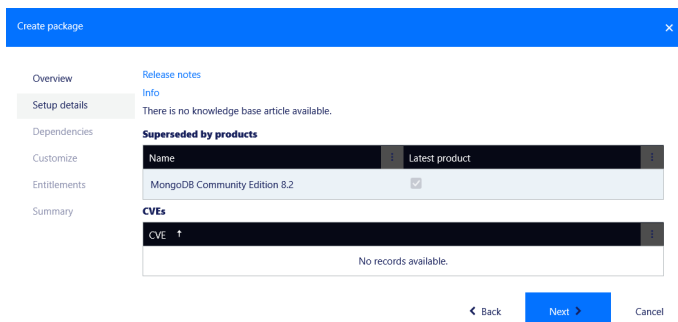 Create package
Overview
Setup details
Dependencies
Customize
Entitlements
Summary
Release notes
Info
There is no knowledge base article available.
Superseded by products
Name Latest product
MongoDB Community Edition 8.2
CVEs
CVE
No records available.
Back Next Cancel